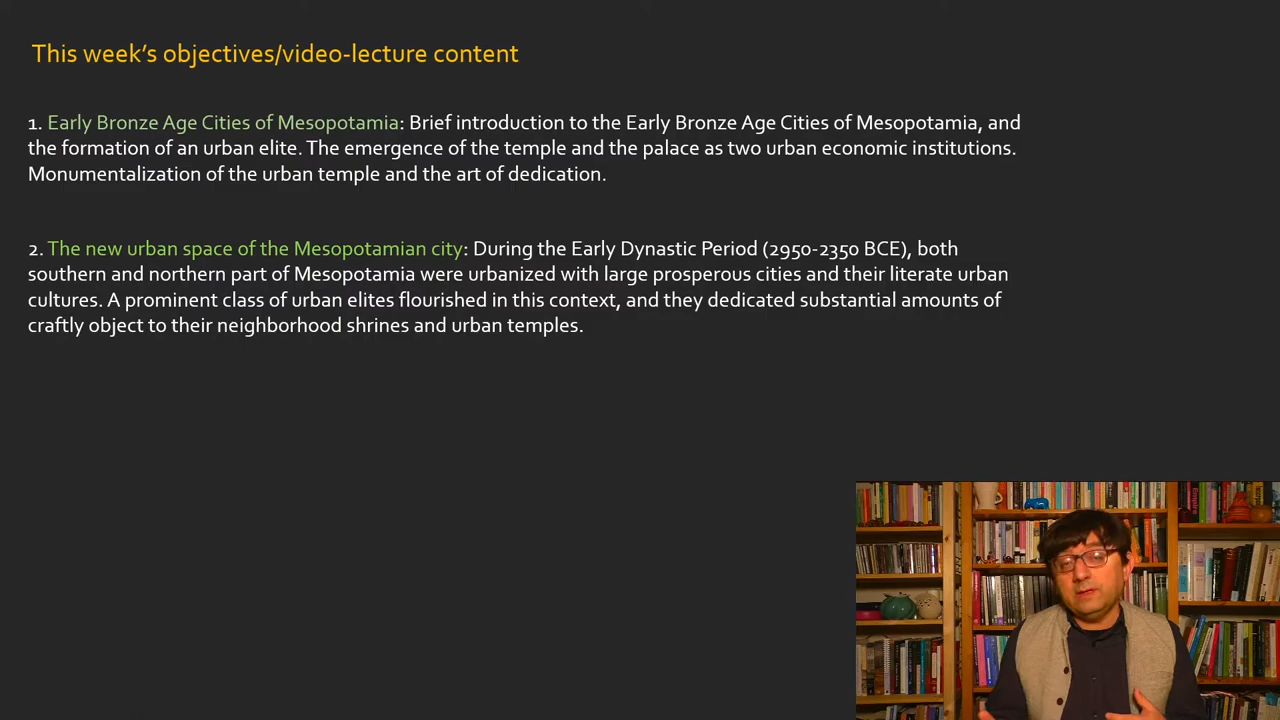 This week's objectives/video-lecture content
1. Early Bronze Age Cities of Mesopotamia: Brief introduction to the Early Bronze Age Cities of Mesopotamia, and
the formation of an urban elite. The emergence of the temple and the palace as two urban economic institutions.
Monumentalization of the urban temple and the art of dedication.
2. The new urban space of the Mesopotamian city: During the Early Dynastic Period (2950-2350 BCE), both
southern and northern part of Mesopotamia were urbanized with large prosperous cities and their literate urban
cultures. A prominent class of urban elites flourished in this context, and they dedicated substantial amounts of
craftly object to their neighborhood shrines and urban temples.
Empire